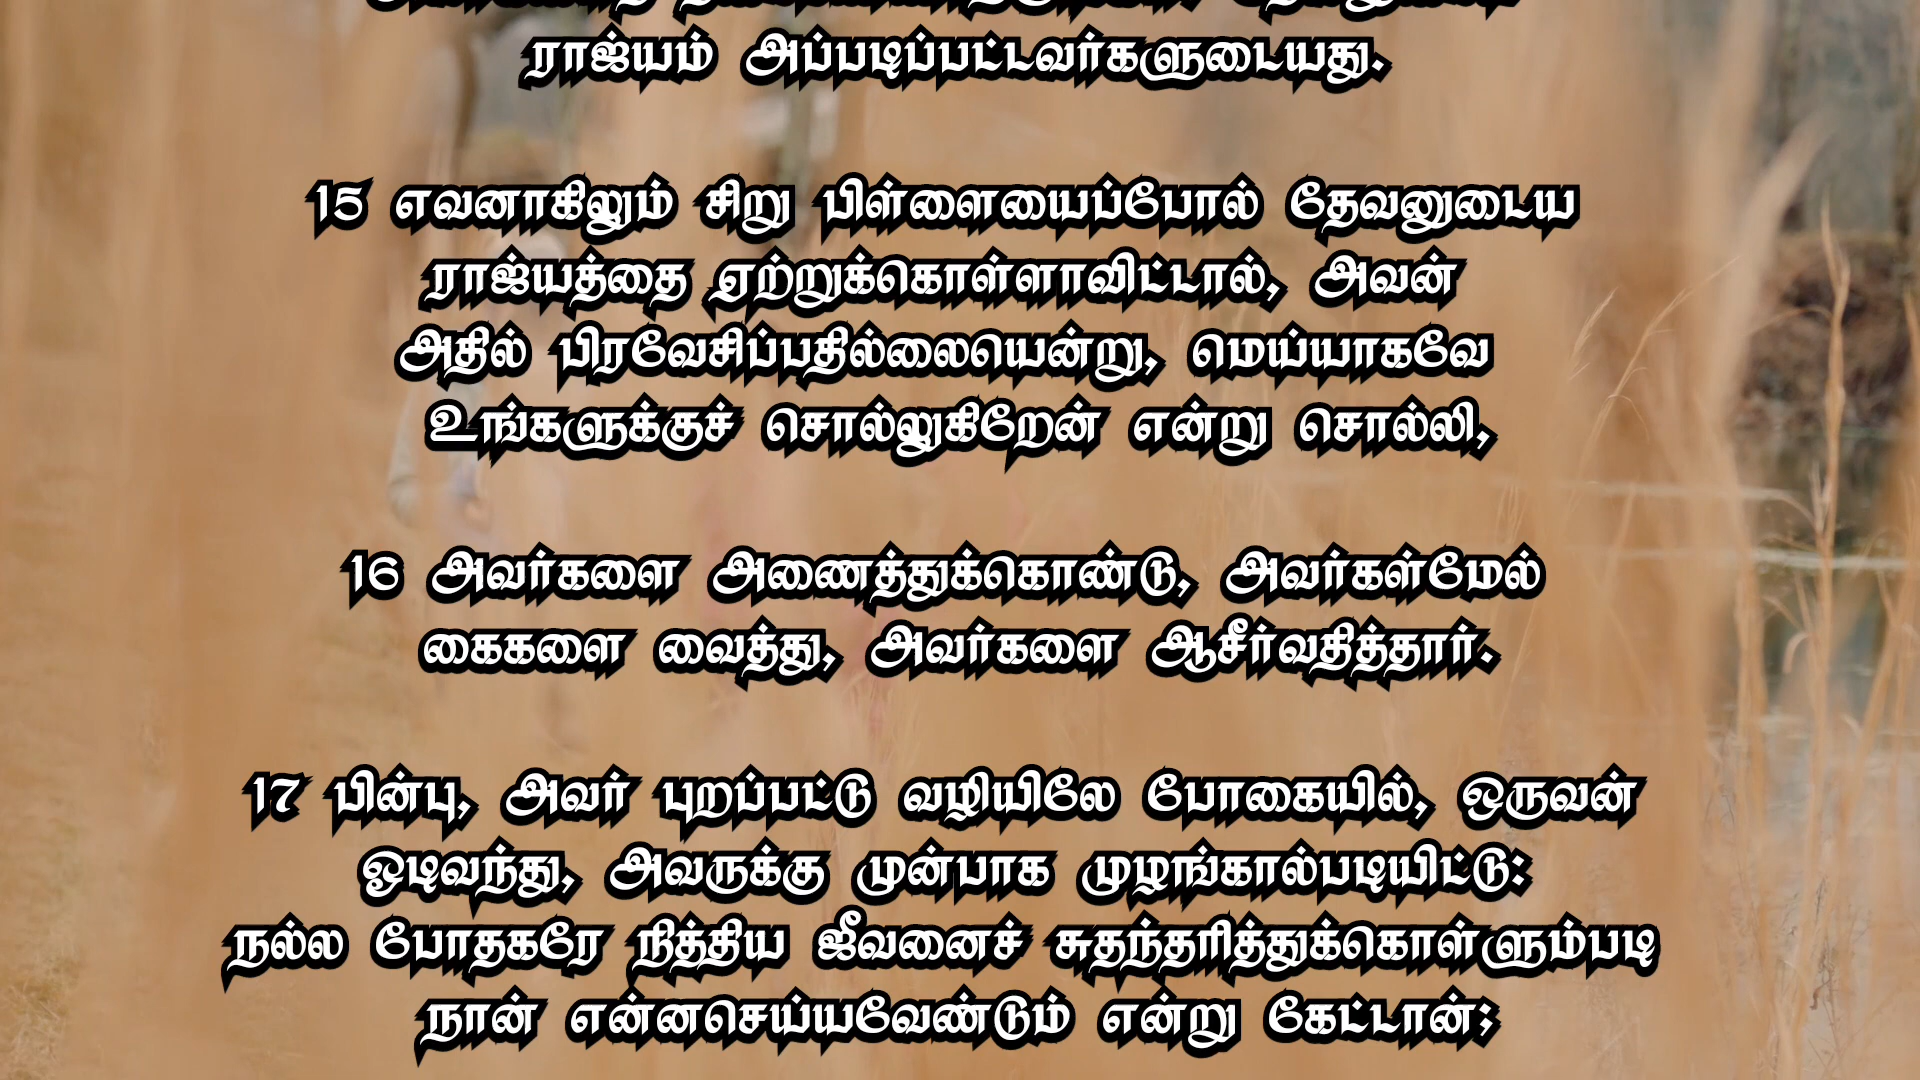 ராஜ்யம் அப்படிப்பட்டவர்களுடையது.
15 எவனாகிலும் சிறு பிள்ளையைப்போல் தேவனுடைய
ராஜ்யத்தை ஏற்றுக்கொள்ளாவிட்டால், அவன்
அதில் பிரவேசிப்பதில்லையென்று, மெய்யாகவே
உங்களுக்குச் சொல்லுகிறேன் என்று சொல்லி,
16 அவர்களை அணைத்துக்கொண்டு, அவர்கள்மேல்
கைகளை வைத்து, அவர்களை ஆசீர்வதித்தார்.
17 பின்பு, அவர் புறப்பட்டு வழியிலே போகையில், ஒருவன்
ஓடிவந்து, அவருக்கு முன்பாக முழங்கால்படியிட்டு:
நல்ல போதகரே நித்திய ஜீவனைச் சுதந்தரித்துக்கொள்ளும்படி
நான் என்னசெய்யவேண்டும் என்று கேட்டான்;